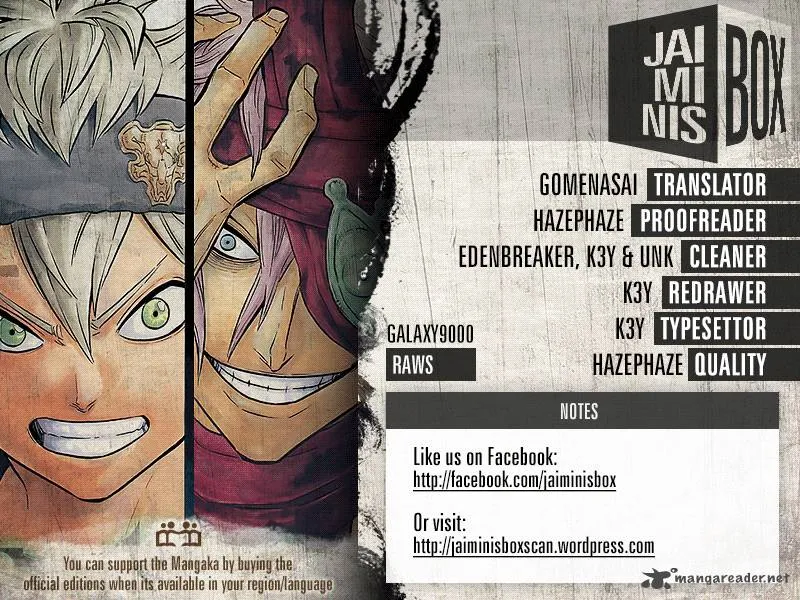 JAI
MI
NIS
BOX
GOMENASAI TRANSLATOR
HAZEPHAZE PROOFREADER
EDENBREAKER, K3Y & UNK CLEANER
K3Y REDRAWER
K3Y TYPESETTOR
HAZEPHAZE QUALITY
GALAXY9000
RAWS
NOTES
Like us on Facebook:
http://facebook.com/jaiminisbox
Or visit:
http://jaiminisboxscan.wordpress.com
You can support the Mangaka by buying the
official editions when its available in your region/language
mangareader.net